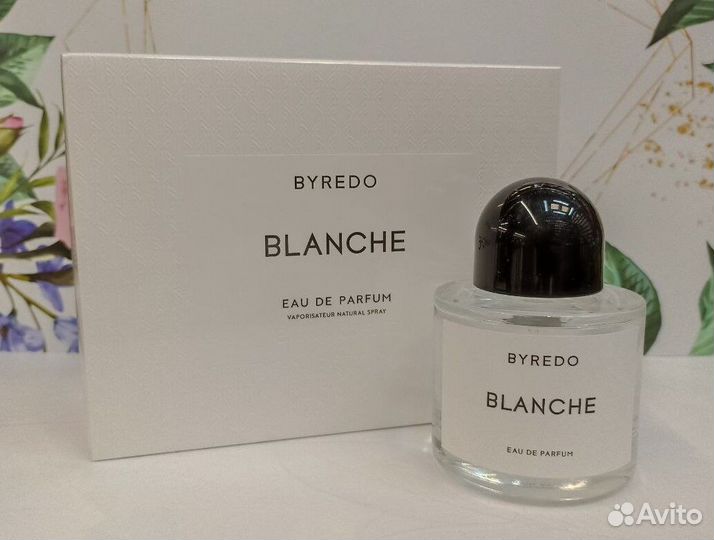 BYREDO
BLANCHE
EAU DE PARFUM
VAPORISATEUR NATURAL SPRAY
BYREDO
BLANCHE
EAU DE PARFUM
Avito